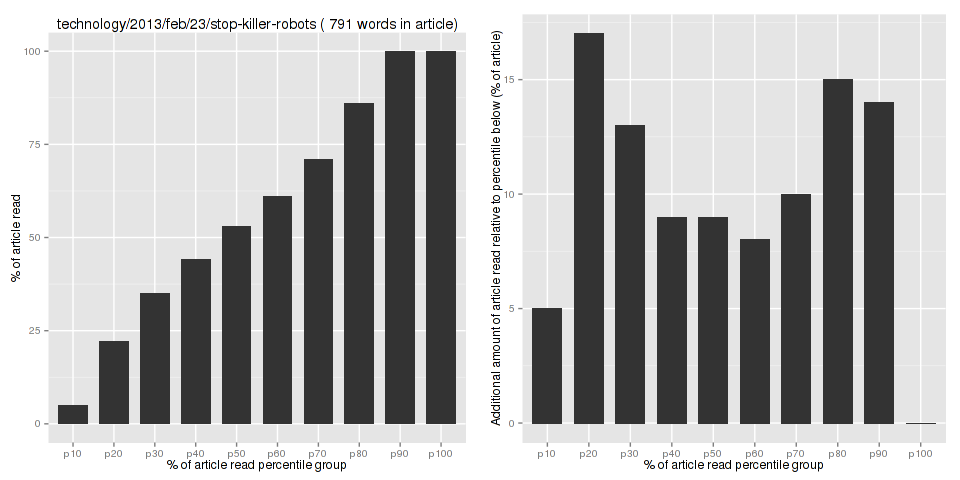 technology/2013/feb/23/stop-killer-robots ( 791 words in article)
% of article read
100
75
50
25
0
p10 p20 p30 p40 p50 p60 p70 p80 p90 p100
% of article read percentile group
Additional amount of article read relative to percentile below (% of article)
15
10
5
0
p10 p20 p30 p40 p50 p60 p70 p80 p90 p100
% of article read percentile group